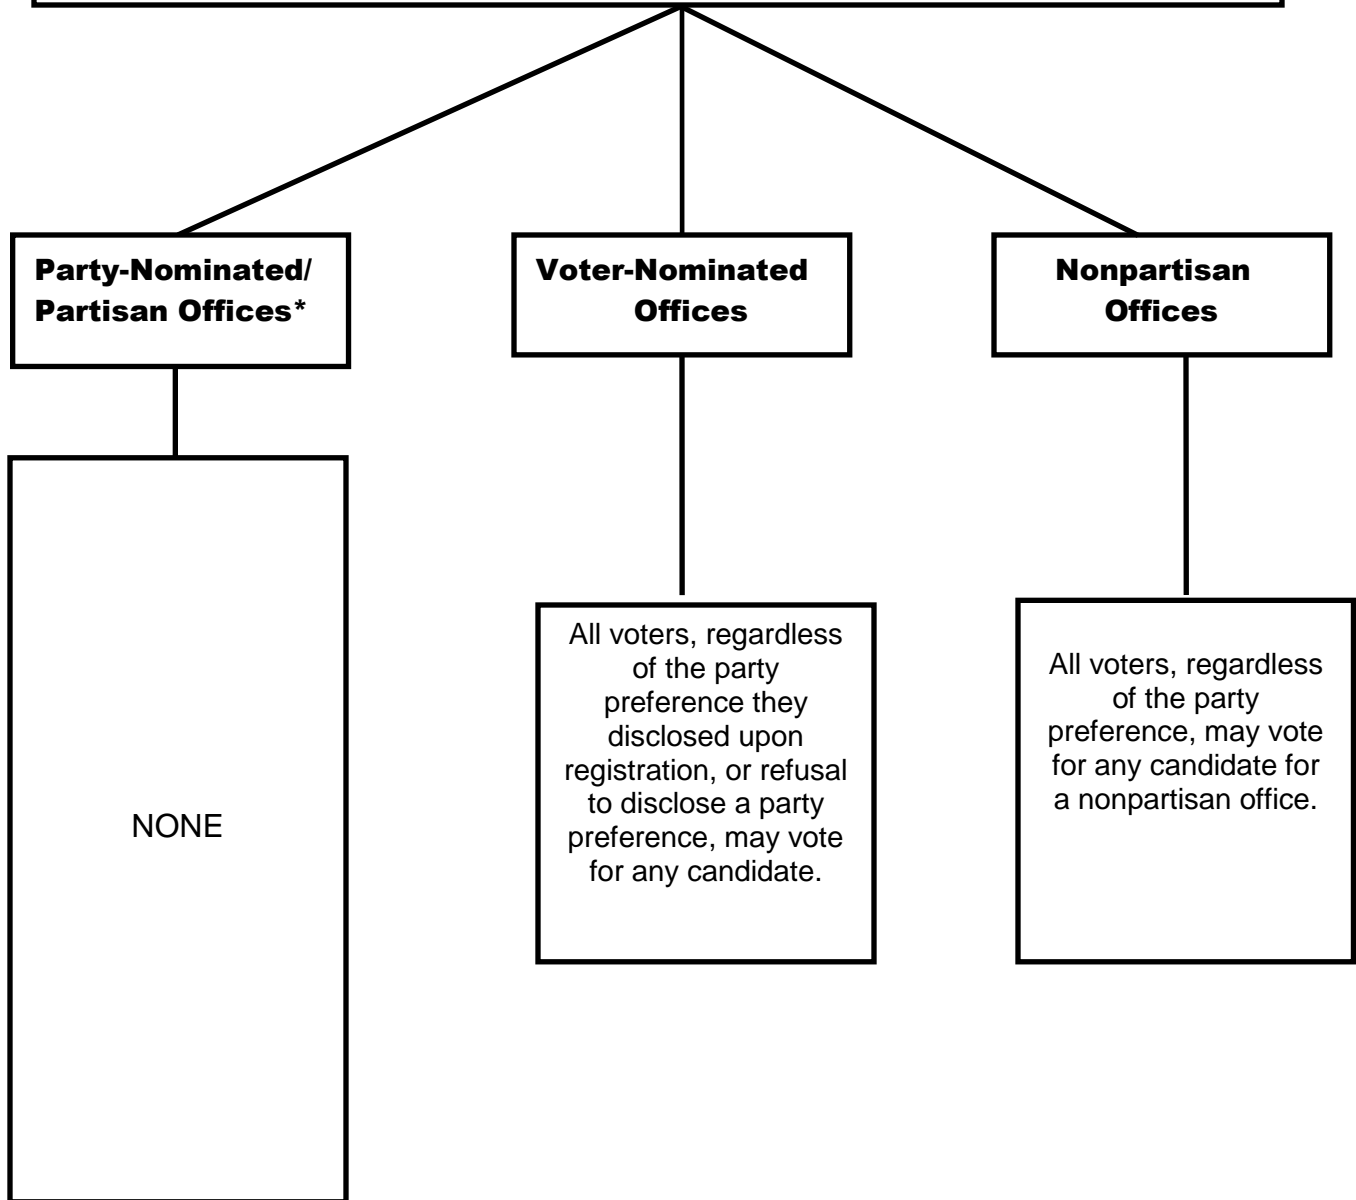 Party-Nominated/
Partisan Offices*
Voter-Nominated
Offices
Nonpartisan
Offices
NONE
All voters, regardless
of the party
preference they
disclosed upon
registration, or refusal
to disclose a party
preference, may vote
for any candidate.
All voters, regardless
of the party
preference, may vote
for any candidate for
a nonpartisan office.